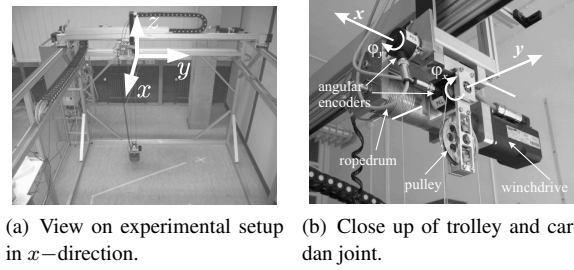 z
y
x
x
y
φy
φx
angular
encoders
ropedrum
pulley
winchdrive
(a) View on experimental setup
in x−direction.
(b) Close up of trolley and car
dan joint.